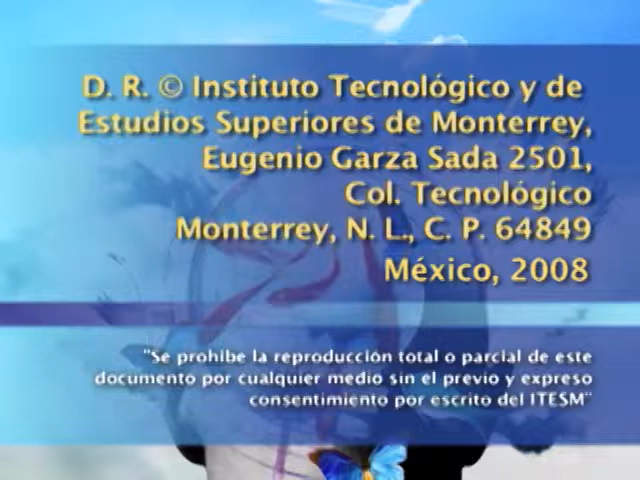 D. R. © Instituto Tecnológico y de
Estudios Superiores de Monterrey,
Eugenio Garza Sada 2501,
Col. Tecnológico
Monterrey, N. L., C. P. 64849
México, 2008
"Se prohibe la reproducción total o parcial de este
documento por cualquier medio sin el previo y expreso
consentimiento por escrito del ITESM"